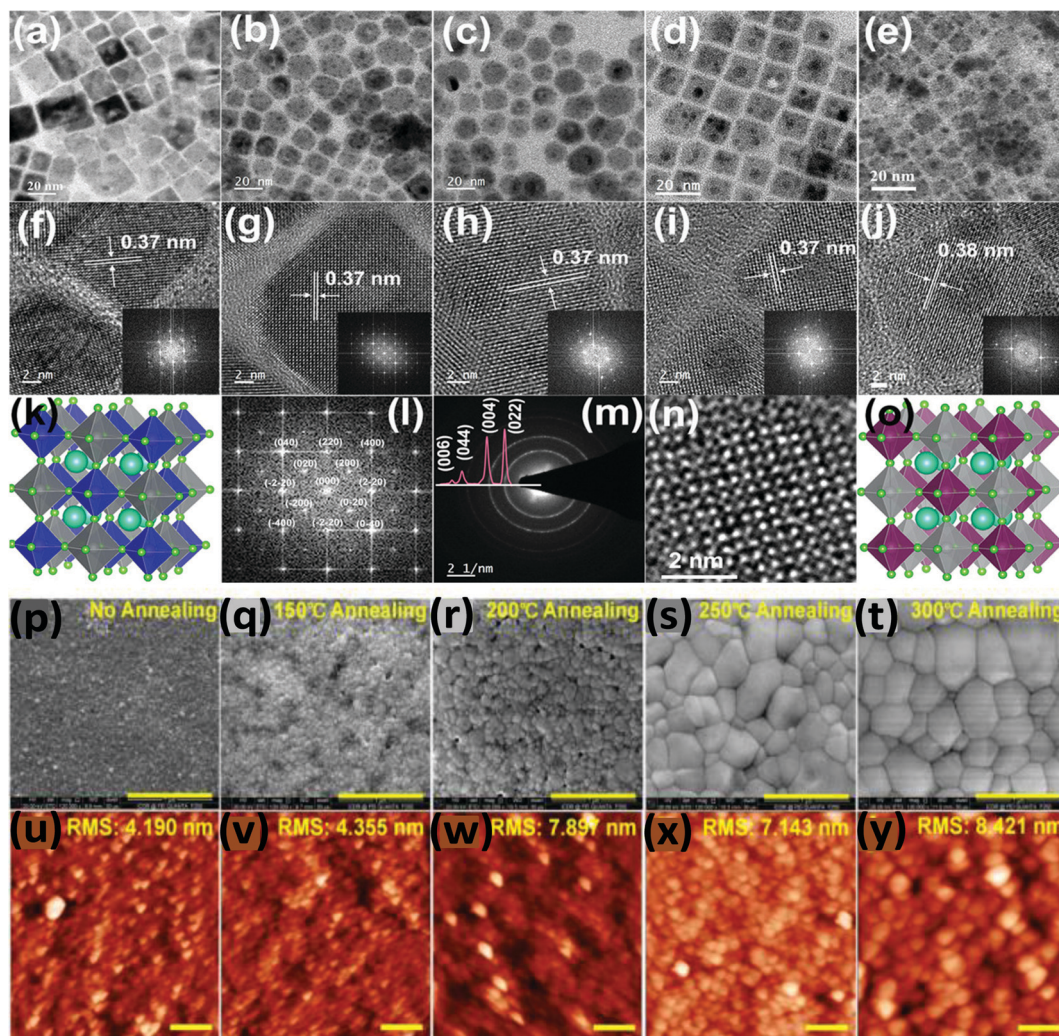 (a) (b) (c) (d) (e)
20 nm 20 nm 20 nm 20 nm 20 nm
(f) (g) (h) (i) (j)
0.37 nm 0.37 nm 0.37 nm 0.37 nm 0.38 nm
2 nm 2 nm 2 nm 2 nm 2 nm
(k) (l) (m) (n) (o)
(040) (220) (400)
(020) (200)
(-2-20) (000) (2-20)
(-200) (0-20)
(-400) (-2-20) (0-40)
(006) (044) (004) (022)
2 1/nm
2 nm
(p) No Annealing (q) 150°C Annealing (r) 200°C Annealing (s) 250°C Annealing (t) 300°C Annealing
(u) RMS: 4.190 nm (v) RMS: 4.355 nm (w) RMS: 7.897 nm (x) RMS: 7.143 nm (y) RMS: 8.421 nm